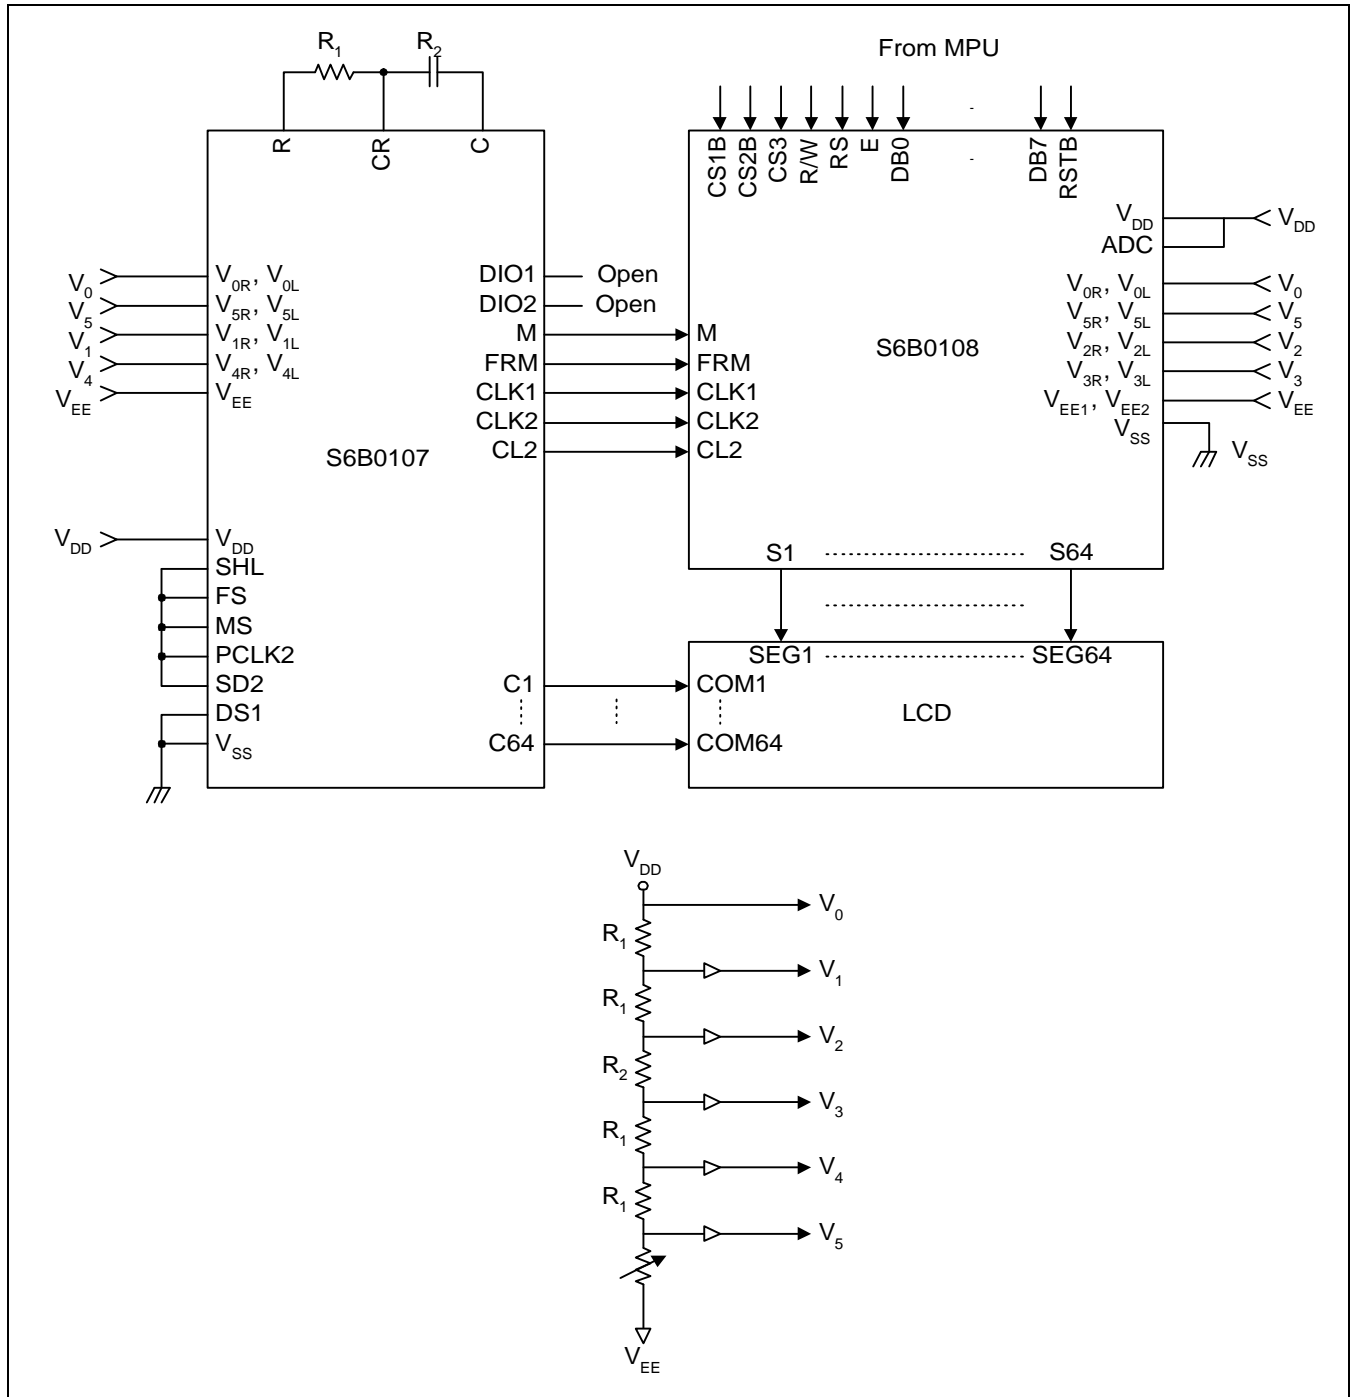 R1 R2
From MPU
R CR C
CS1B CS2B CS3 R/W RS E DB0 - DB7 RSTB
-
VDD VDD
ADC
V0 V0R, V0L
V5 V5R, V5L
V1 V1R, V1L
V4 V4R, V4L
VEE VEE
S6B0107
DIO1 Open
DIO2 Open
M M
FRM FRM
CLK1 CLK1
CLK2 CLK2
CL2 CL2
S6B0108
V0R, V0L V0
V5R, V5L V5
V2R, V2L V2
V3R, V3L V3
VEE1, VEE2 VEE
VSS VSS
VDD VDD
SHL
FS
MS
PCLK2
SD2
DS1
VSS
S1 S64
SEG1 SEG64
C1 COM1
LCD
C64 COM64
VDD
V0
R1
V1
R1
V2
R2
V3
R1
V4
R1
V5
VEE